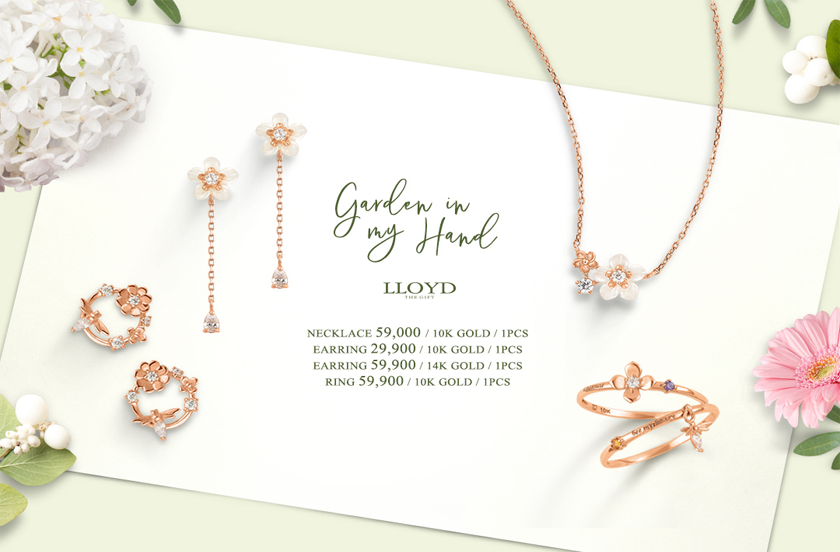 Garden in
my Hand
LLOYD
THE GIFT
NECKLACE 59,000 / 10K GOLD / 1PCS
EARRING 29,900 / 10K GOLD / 1PCS
EARRING 59,900 / 14K GOLD / 1PCS
RING 59,900 / 10K GOLD / 1PCS